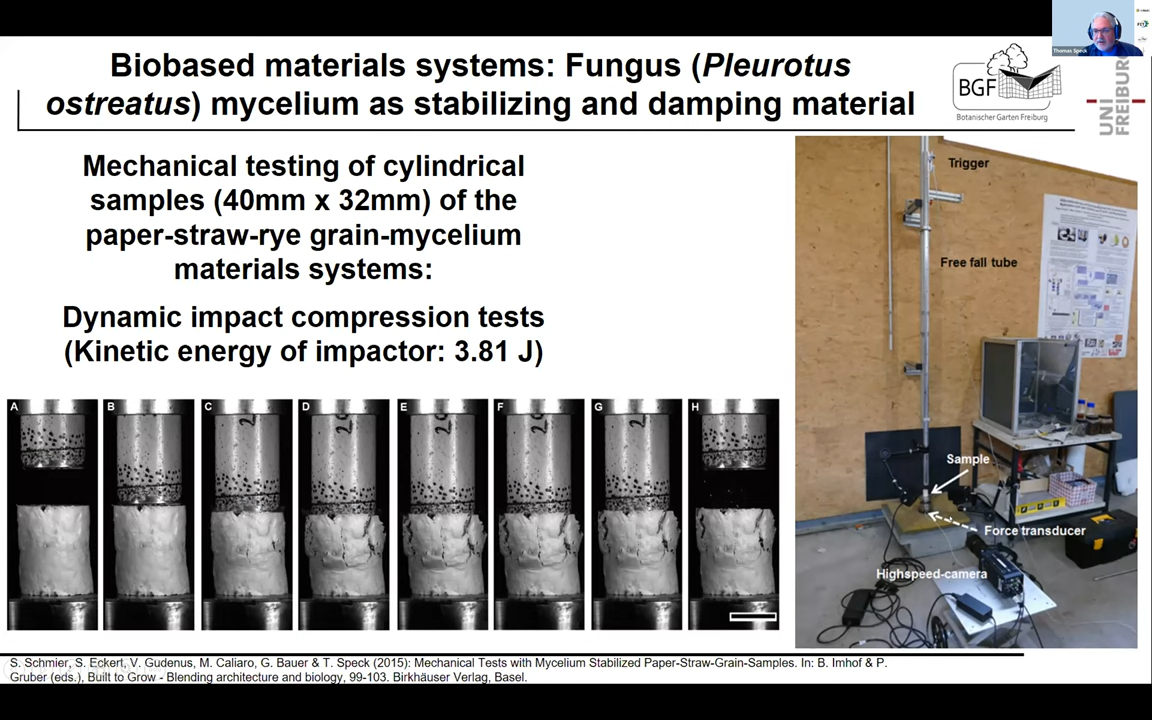 Thomas Speck
Biobased materials systems: Fungus (Pleurotus
ostreatus) mycelium as stabilizing and damping material
BGF
Botanischer Garten Freiburg
UNI
FREIBURG
Mechanical testing of cylindrical
samples (40mm x 32mm) of the
paper-straw-rye grain-mycelium
materials systems:
Dynamic impact compression tests
(Kinetic energy of impactor: 3.81 J)
A
B
C
D
E
F
G
H
Trigger
Free fall tube
Sample
Force transducer
Highspeed-camera
S. Schmier, S. Eckert, V. Gudenus, M. Caliaro, G. Bauer & T. Speck (2015): Mechanical Tests with Mycelium Stabilized Paper-Straw-Grain-Samples. In: B. Imhof & P.
Gruber (eds.), Built to Grow - Blending architecture and biology, 99-103. Birkhäuser Verlag, Basel.